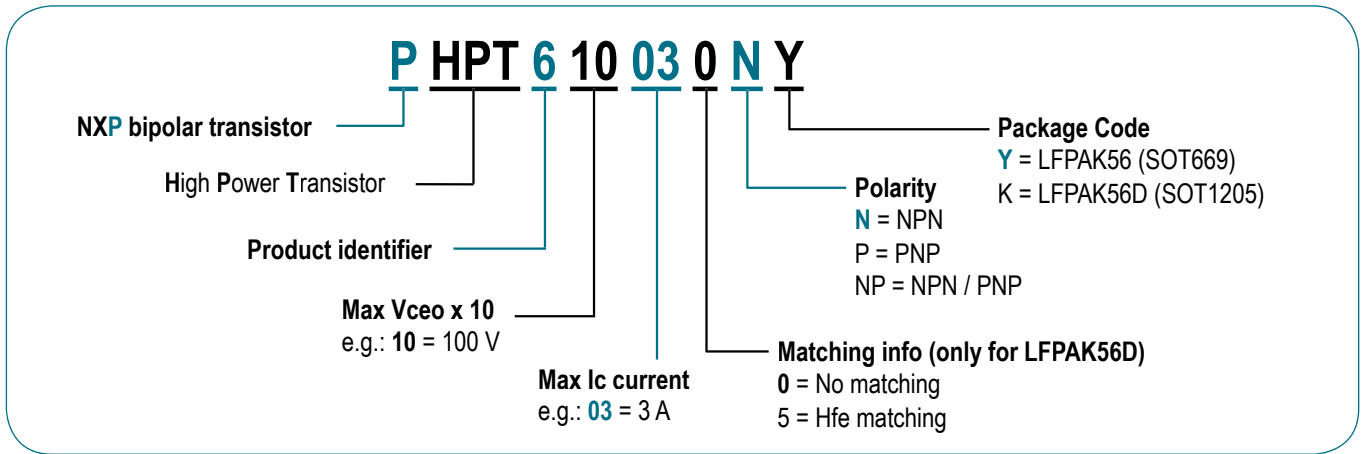 P HPT 6 10 03 0 N Y
NXP bipolar transistor
High Power Transistor
Product identifier
Max Vceo x 10
e.g.: 10 = 100 V
Max Ic current
e.g.: 03 = 3 A
Matching info (only for LFPAK56D)
0 = No matching
5 = Hfe matching
Polarity
N = NPN
P = PNP
NP = NPN / PNP
Package Code
Y = LFPAK56 (SOT669)
K = LFPAK56D (SOT1205)